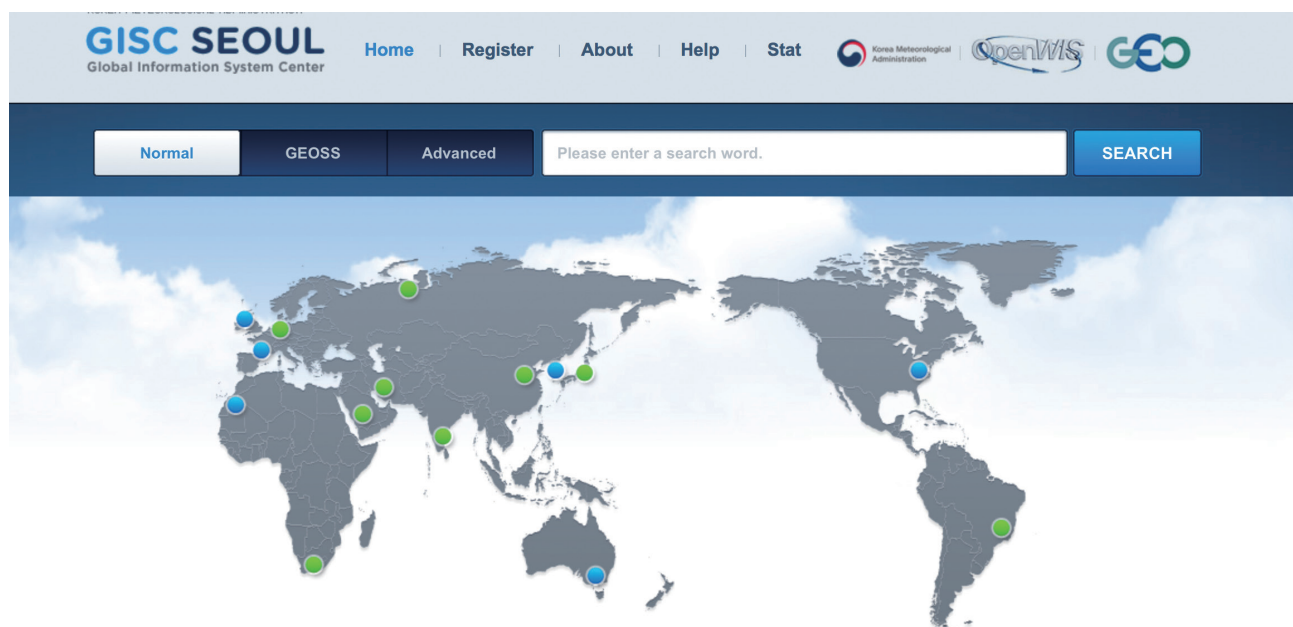 GISC SEOUL
Global Information System Center
Home | Register | About | Help | Stat
Korea Meteorological
Administration
OpenWIS
GEO
Normal GEOSS Advanced Please enter a search word. SEARCH